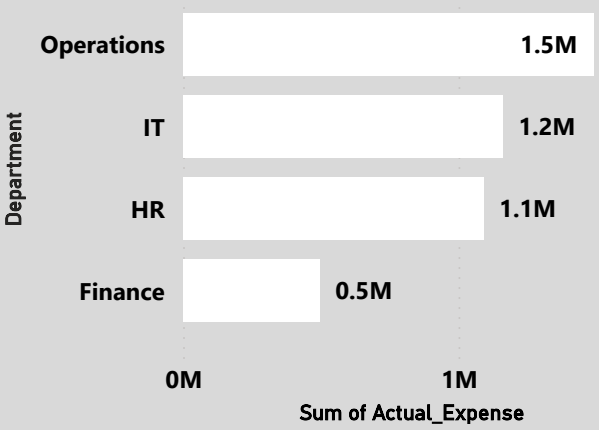 Operations
1.5M
IT
1.2M
Department
HR
1.1M
Finance
0.5M
0M
1M
Sum of Actual_Expense